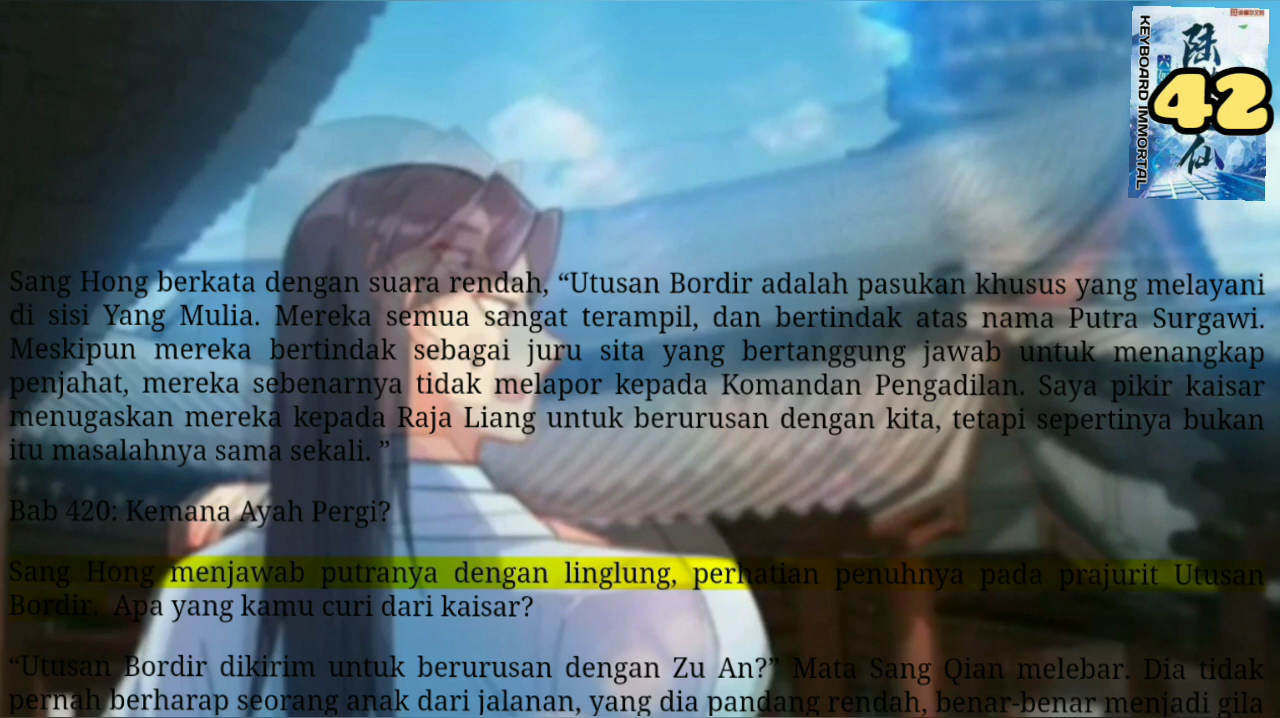 KEYBOARD IMMORTAL
陆
仙
42
Sang Hong berkata dengan suara rendah, “Utusan Bordir adalah pasukan khusus yang melayani
di sisi Yang Mulia. Mereka semua sangat terampil, dan bertindak atas nama Putra Surgawi.
Meskipun mereka bertindak sebagai juru sita yang bertanggung jawab untuk menangkap
penjahat, mereka sebenarnya tidak melapor kepada Komandan Pengadilan. Saya pikir kaisar
menugaskan mereka kepada Raja Liang untuk berurusan dengan kita, tetapi sepertinya bukan
itu masalahnya sama sekali. ”
Bab 420: Kemana Ayah Pergi?
Sang Hong menjawab putranya dengan linglung, perhatian penuhnya pada prajurit Utusan
Bordir. Apa yang kamu curi dari kaisar?
“Utusan Bordir dikirim untuk berurusan dengan Zu An?” Mata Sang Qian melebar. Dia tidak
pernah berharap seorang anak dari jalanan, yang dia pandang rendah, benar-benar menjadi gila